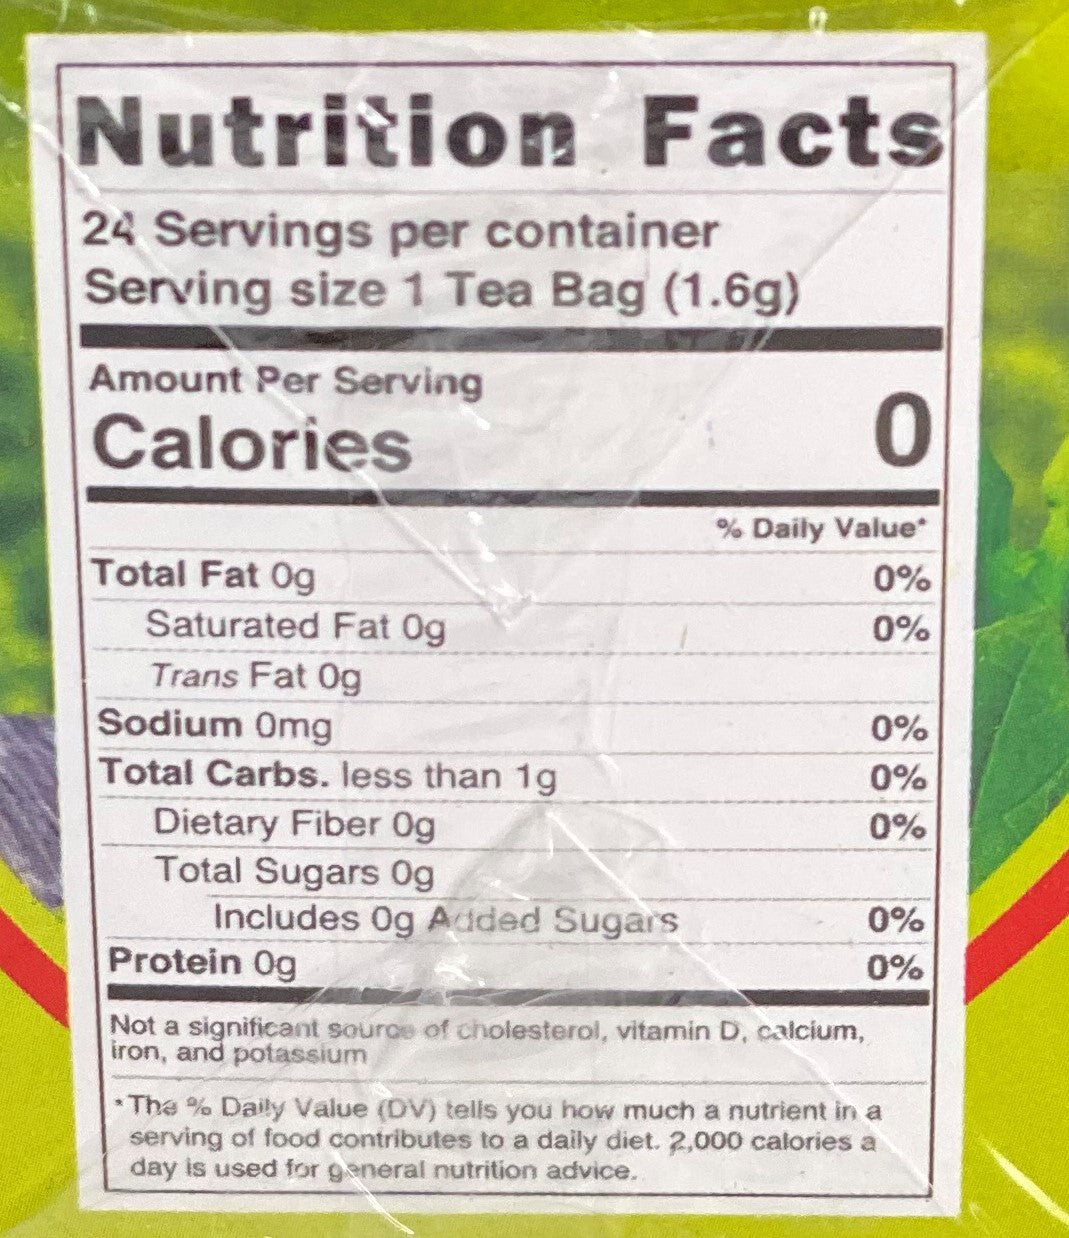 Nutrition Facts
24 Servings per container
Serving size 1 Tea Bag (1.6g)
Amount Per Serving
Calories 0
% Daily Value*
Total Fat 0g 0%
Saturated Fat 0g 0%
Trans Fat 0g
Sodium 0mg 0%
Total Carbs. less than 1g 0%
Dietary Fiber 0g 0%
Total Sugars 0g
Includes 0g Added Sugars 0%
Protein 0g 0%
Not a significant source of cholesterol, vitamin D, calcium,
iron, and potassium
*The % Daily Value (DV) tells you how much a nutrient in a
serving of food contributes to a daily diet. 2,000 calories a
day is used for general nutrition advice.